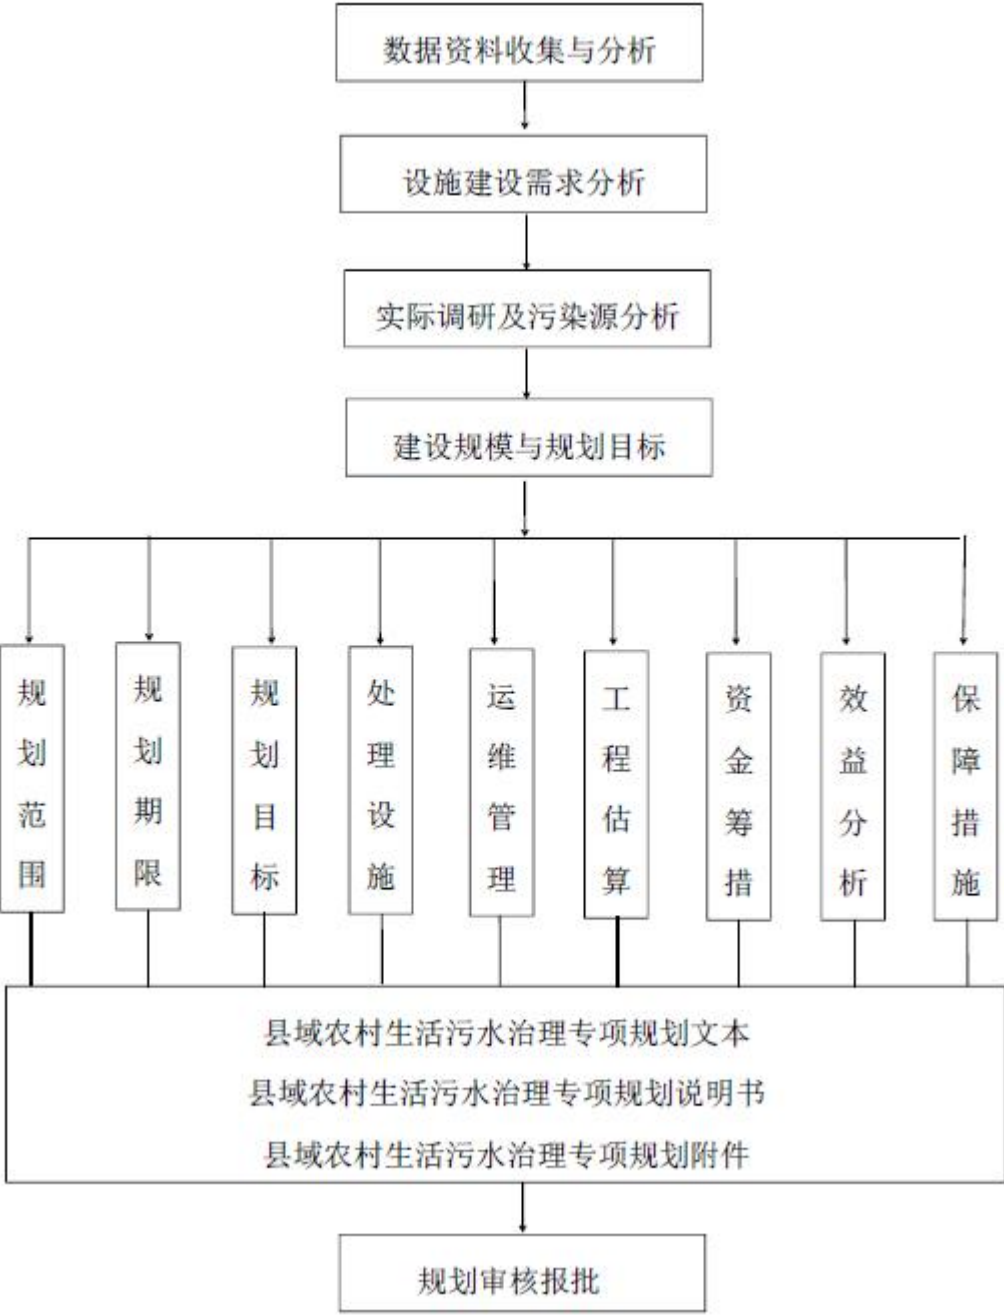 数据资料收集与分析
设施建设需求分析
实际调研及污染源分析
建设规模与规划目标
规划范围
规划期限
规划目标
处理设施
运维管理
工程估算
资金筹措
效益分析
保障措施
县域农村生活污水治理专项规划文本
县域农村生活污水治理专项规划说明书
县域农村生活污水治理专项规划附件
规划审核报批